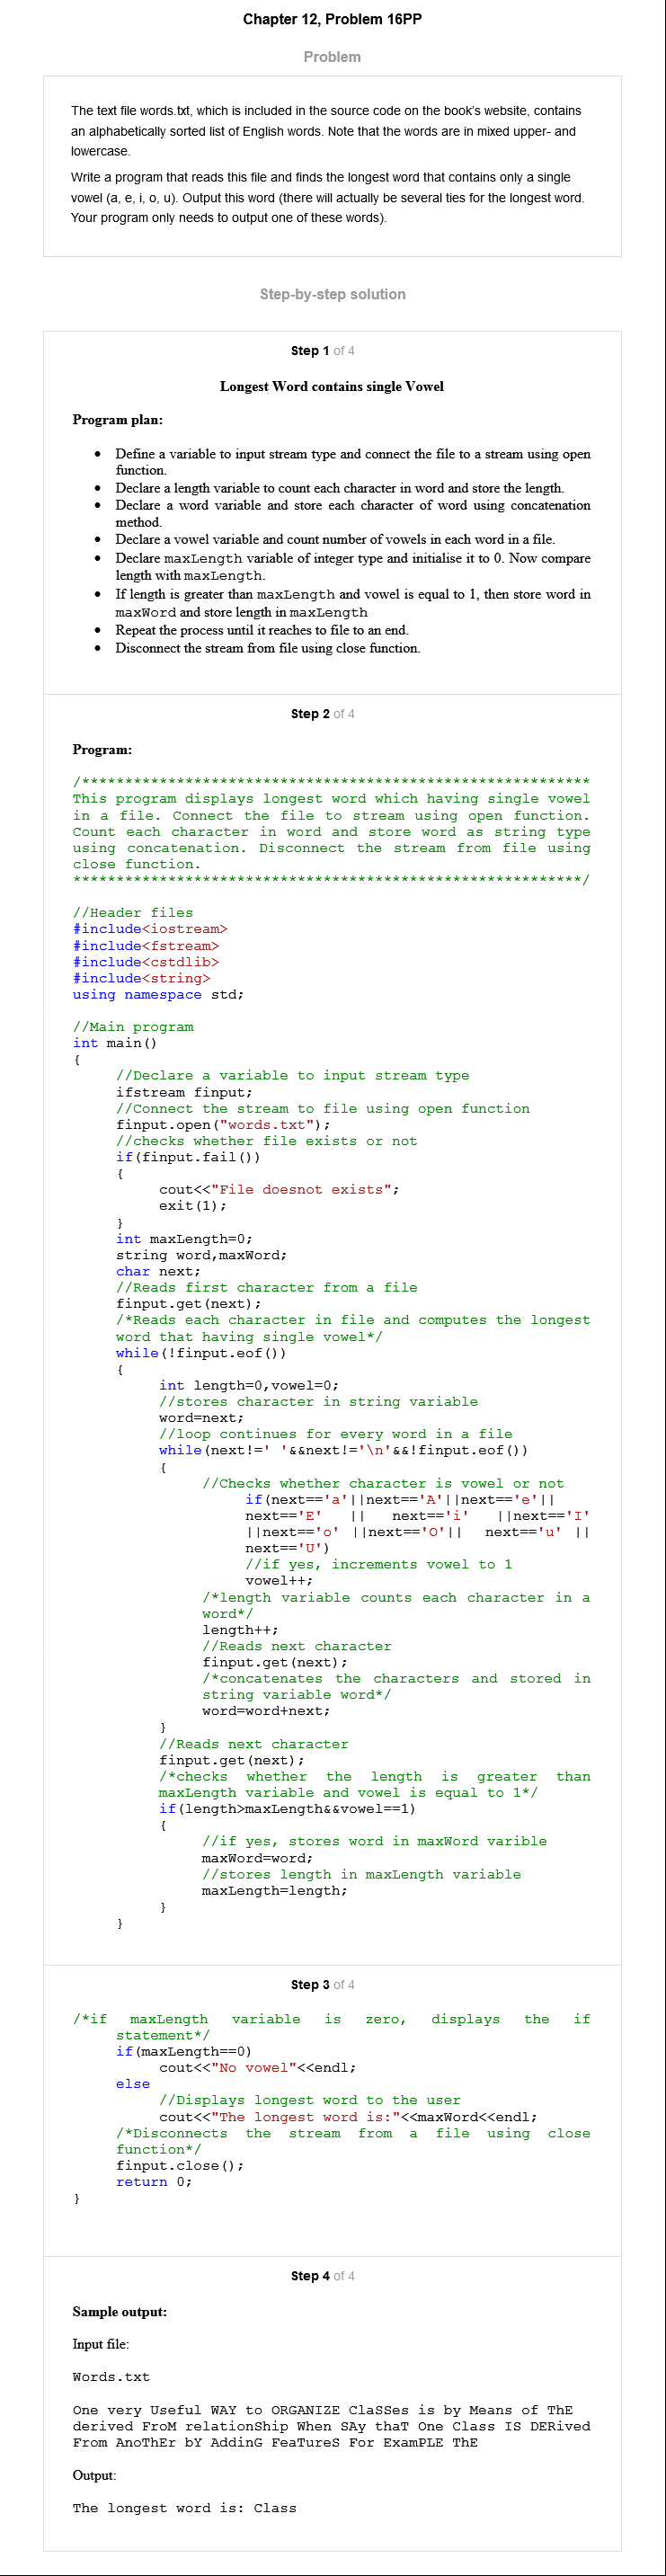 Chapter 12, Problem 16PP
Problem
The text file words.txt, which is included in the source code on the book's website, contains
an alphabetically sorted list of English words. Note that the words are in mixed upper- and
lowercase.
Write a program that reads this file and finds the longest word that contains only a single
vowel (a, e, i, o, u). Output this word (there will actually be several ties for the longest word.
Your program only needs to output one of these words).
Step-by-step solution
Step 1 of 4
Longest Word contains single Vowel
Program plan:
• Define a variable to input stream type and connect the file to a stream using open
function.
• Declare a length variable to count each character in word and store the length.
• Declare a word variable and store each character of word using concatenation
method.
• Declare a vowel variable and count number of vowels in each word in a file.
• Declare maxLength variable of integer type and initialise it to 0. Now compare
length with maxLength.
• If length is greater than maxLength and vowel is equal to 1, then store word in
maxWord and store length in maxLength
• Repeat the process until it reaches to file to an end.
• Disconnect the stream from file using close function.
Step 2 of 4
Program:
/***********************************************************
This program displays longest word which having single vowel
in a file. Connect the file to stream using open function.
Count each character in word and store word as string type
using concatenation. Disconnect the stream from file using
close function.
***********************************************************/
//Header files
#include<iostream>
#include<fstream>
#include<cstdlib>
#include<string>
using namespace std;
//Main program
int main()
{
//Declare a variable to input stream type
ifstream finput;
//Connect the stream to file using open function
finput.open("words.txt");
//checks whether file exists or not
if(finput.fail())
{
cout<<"File doesnot exists";
exit(1);
}
int maxLength=0;
string word,maxWord;
char next;
//Reads first character from a file
finput.get(next);
/*Reads each character in file and computes the longest
word that having single vowel*/
while(!finput.eof())
{
int length=0,vowel=0;
//stores character in string variable
word=next;
//loop continues for every word in a file
while(next!=' '&&next!='\n'&&!finput.eof())
{
//Checks whether character is vowel or not
if(next=='a'||next=='A'||next=='e'||
next=='E' || next=='i' ||next=='I'
||next=='o' ||next=='O'|| next=='u' ||
next=='U')
//if yes, increments vowel to 1
vowel++;
/*length variable counts each character in a
word*/
length++;
//Reads next character
finput.get(next);
/*concatenates the characters and stored in
string variable word*/
word=word+next;
}
//Reads next character
finput.get(next);
/*checks whether the length is greater than
maxLength variable and vowel is equal to 1*/
if(length>maxLength&&vowel==1)
{
//if yes, stores word in maxWord varible
maxWord=word;
//stores length in maxLength variable
maxLength=length;
}
}
Step 3 of 4
/*if maxLength variable is zero, displays the if
statement*/
if(maxLength==0)
cout<<"No vowel"<<endl;
else
//Displays longest word to the user
cout<<"The longest word is:"<<maxWord<<endl;
/*Disconnects the stream from a file using close
function*/
finput.close();
return 0;
}
Step 4 of 4
Sample output:
Input file:
Words.txt
One very Useful WAY to ORGANIZE ClaSSes is by Means of ThE
derived FroM relationShip When SAy thaT One Class IS DERived
From AnoThEr bY AddinG FeaTureS For ExamPLE ThE
Output:
The longest word is: Class